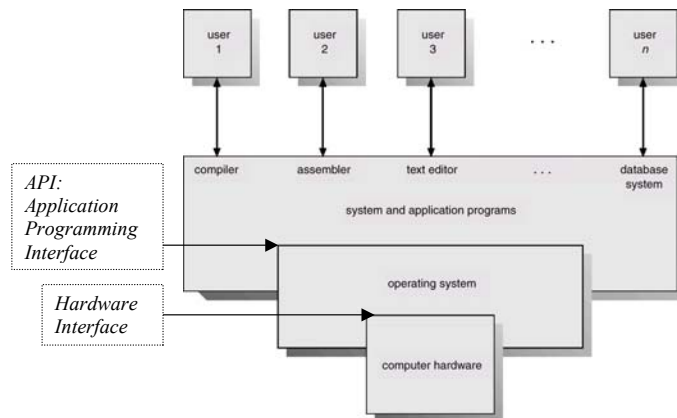 user
1
user
2
user
3
. . .
user
n
compiler
assembler
text editor
. . .
database
system
system and application programs
API:
Application
Programming
Interface
operating system
Hardware
Interface
computer hardware